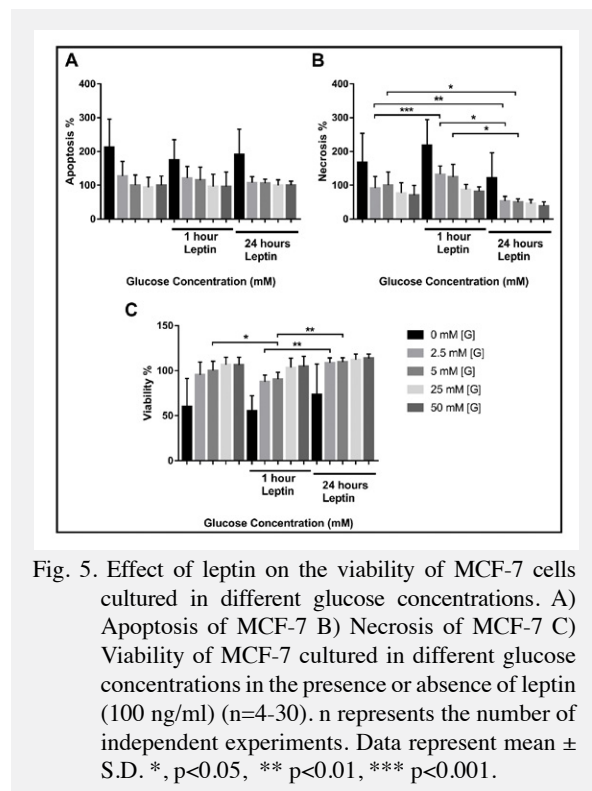 A
B
400
300
200
100
0
Apoptosis %
1 hour
Leptin
24 hours
Leptin
Glucose Concentration (mM)
400
300
200
100
0
Necrosis %
*
**
***
*
*
1 hour
Leptin
24 hours
Leptin
Glucose Concentration (mM)
C
150
100
50
0
Viability %
*
**
**
1 hour
Leptin
24 hours
Leptin
Glucose Concentration (mM)
0 mM [G]
2.5 mM [G]
5 mM [G]
25 mM [G]
50 mM [G]
Fig. 5. Effect of leptin on the viability of MCF-7 cells
cultured in different glucose concentrations. A)
Apoptosis of MCF-7 B) Necrosis of MCF-7 C)
Viability of MCF-7 cultured in different glucose
concentrations in the presence or absence of leptin
(100 ng/ml) (n=4-30). n represents the number of
independent experiments. Data represent mean ±
S.D. *, p<0.05, ** p<0.01, *** p<0.001.